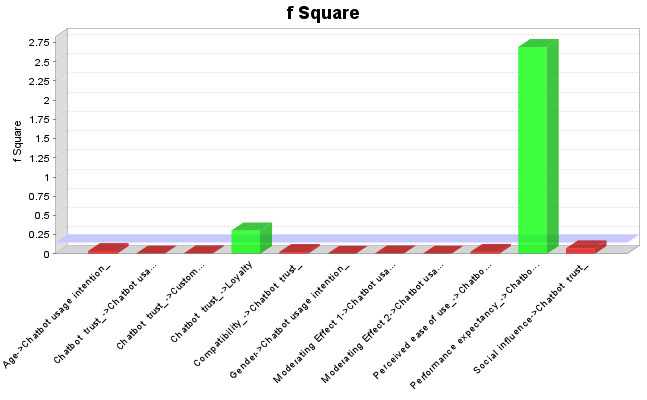 f Square
2.75
2.5
2.25
2
1.75
1.5
1.25
1
0.75
0.5
0.25
0
f Square
Age->Chatbot usage intention_
Chatbot trust_->Chatbot usa...
Chatbot trust_->Custom...
Chatbot trust_->Loyalty
Compatibility_->Chatbot trust_
Gender->Chatbot usage intention_
Moderating Effect 1->Chatbot usa...
Moderating Effect 2->Chatbot usa...
Perceived ease of use_->Chatbo...
Performance expectancy_->Chatbo...
Social influence->Chatbot trust_